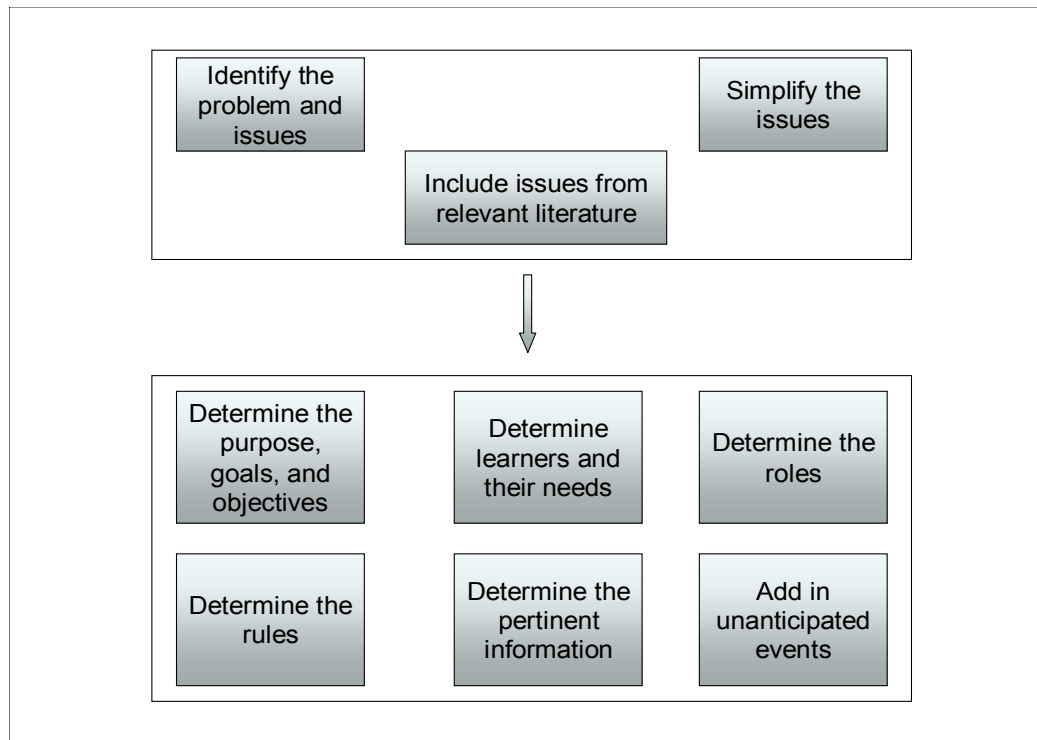 Identify the
problem and
issues
Simplify the
issues
Include issues from
relevant literature
Determine the
purpose,
goals, and
objectives
Determine
learners and
their needs
Determine the
roles
Determine the
rules
Determine the
pertinent
information
Add in
unanticipated
events